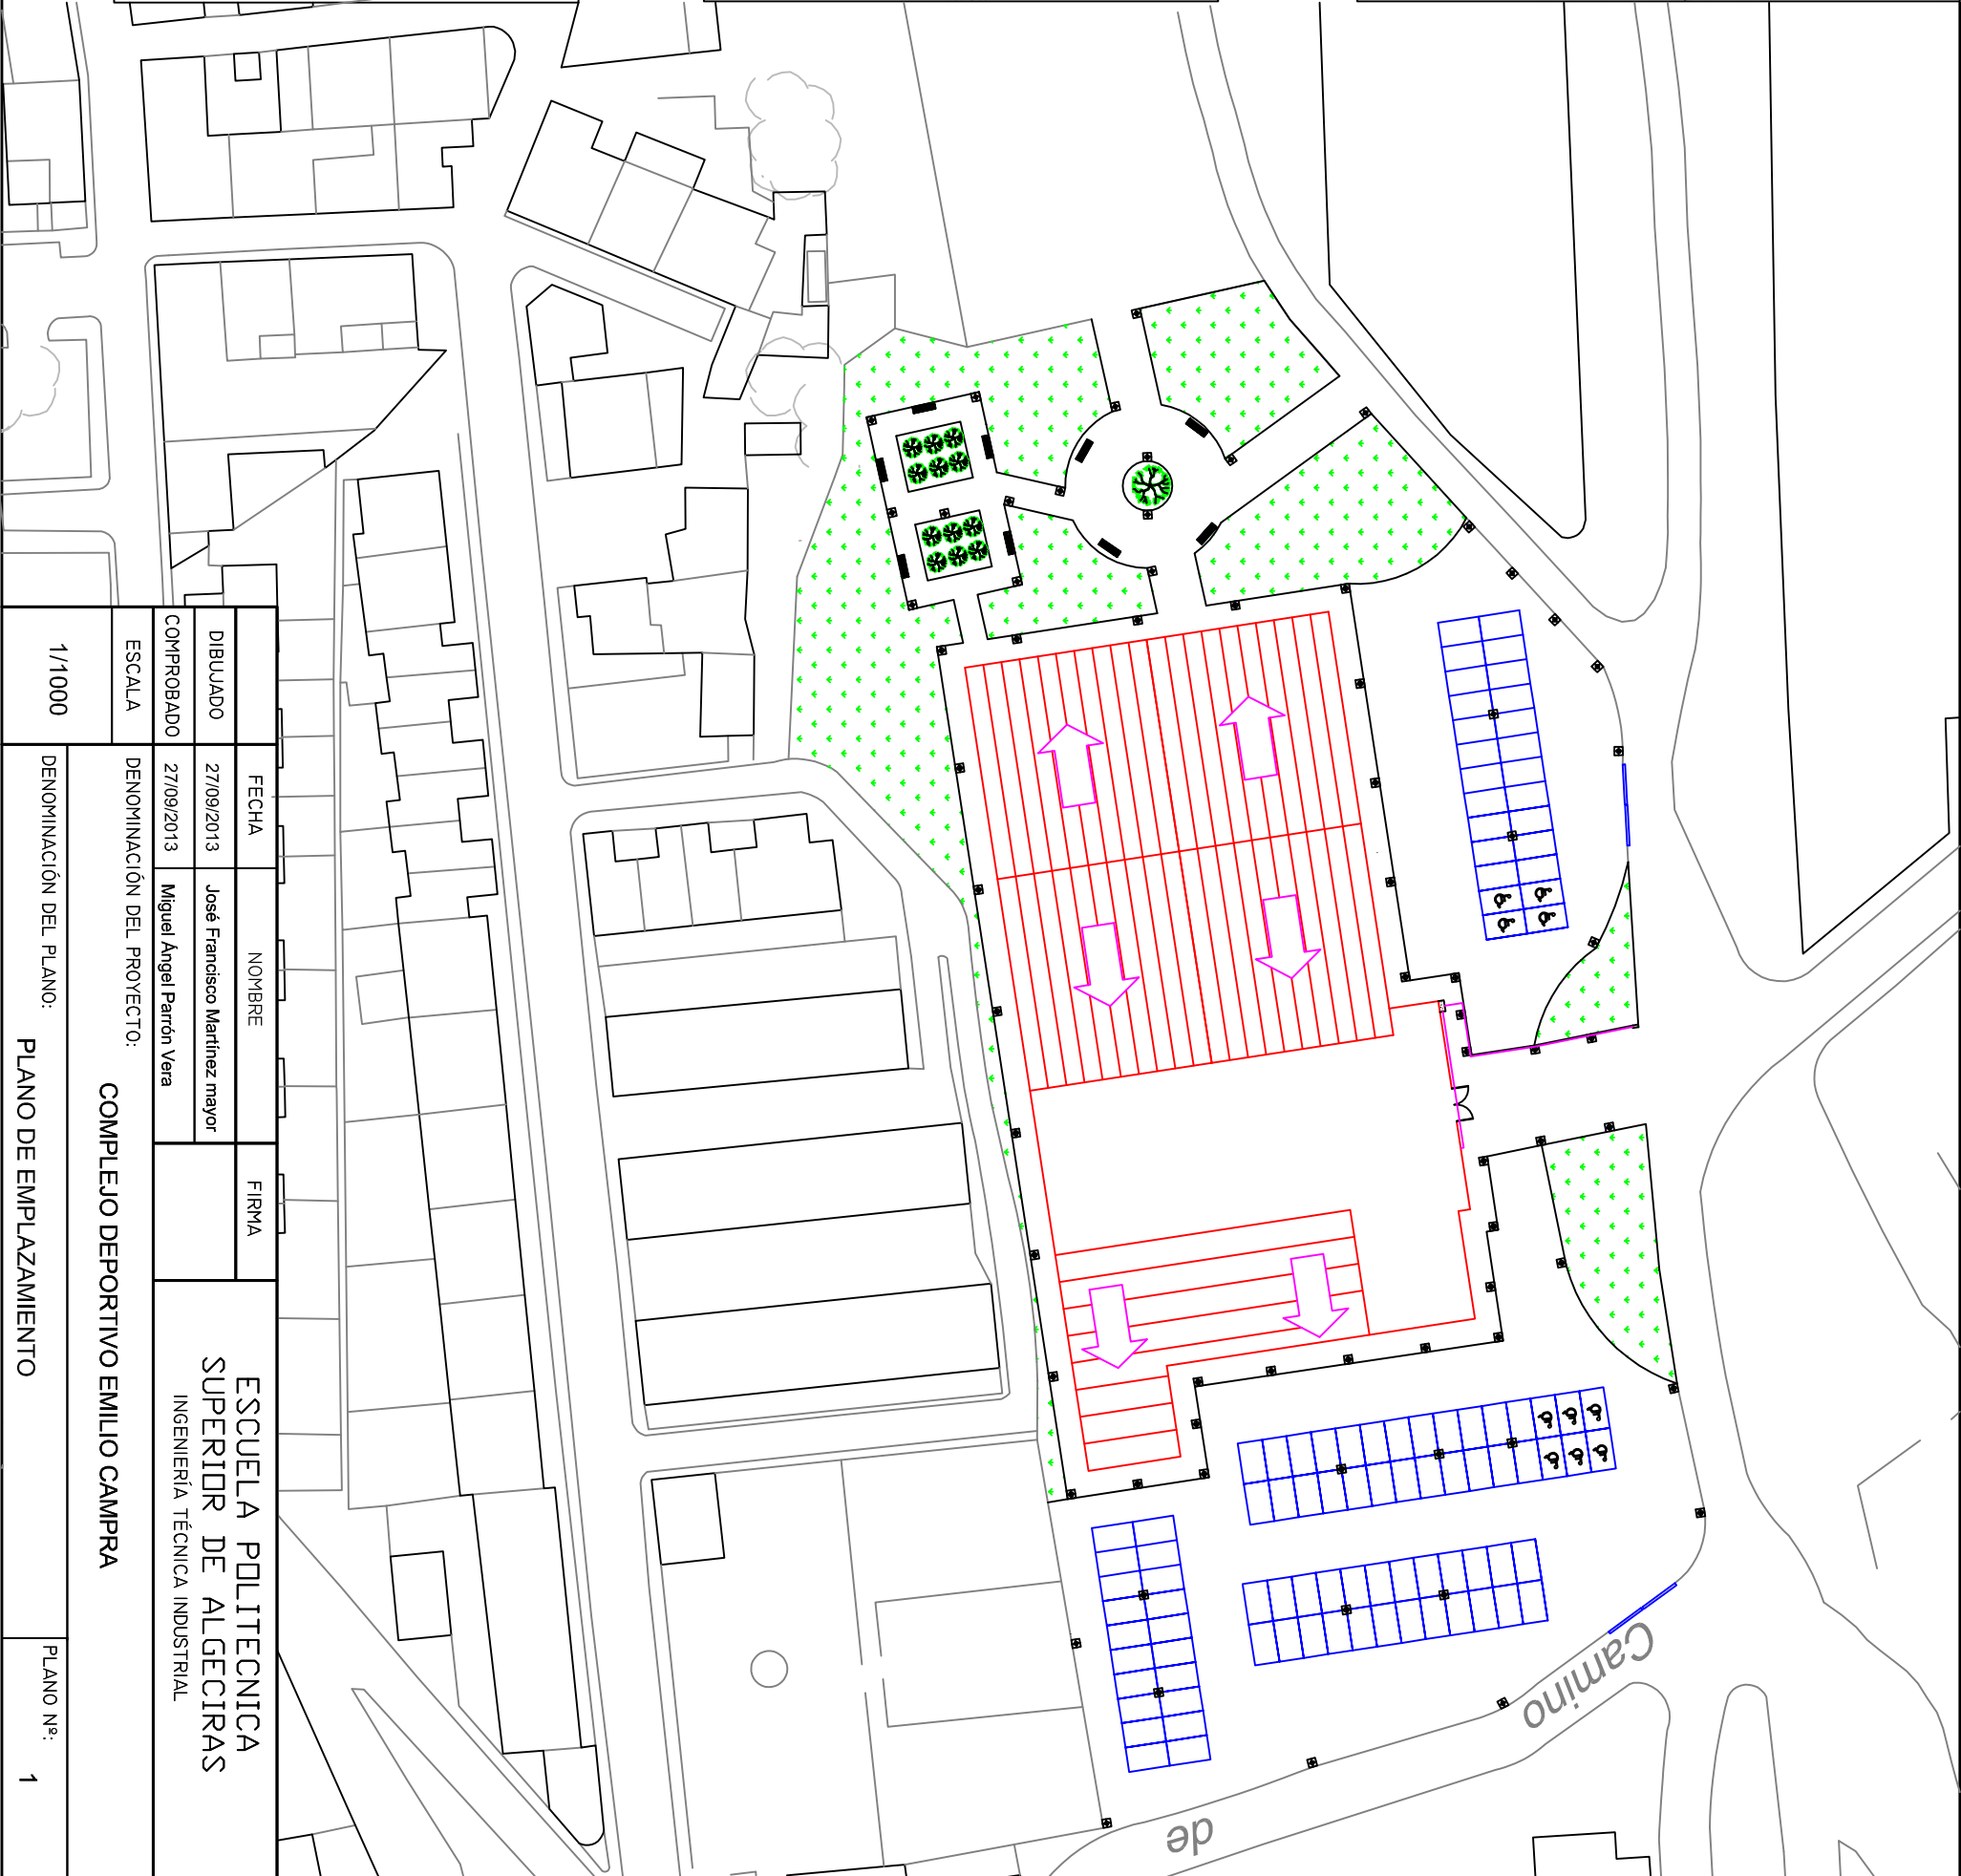 FECHA
NOMBRE
FIRMA
DIBUJADO
27/09/2013
José Francisco Martínez mayor
COMPROBADO
27/09/2013
Miguel Ángel Parrón Vera
ESCUELA POLITECNICA
SUPERIOR DE ALGECIRAS
INGENIERÍA TÉCNICA INDUSTRIAL
ESCALA
1/1000
DENOMINACIÓN DEL PROYECTO:
COMPLEJO DEPORTIVO EMILIO CAMPRA
DENOMINACIÓN DEL PLANO:
PLANO DE EMPLAZAMIENTO
PLANO Nº:
1
Camino
de